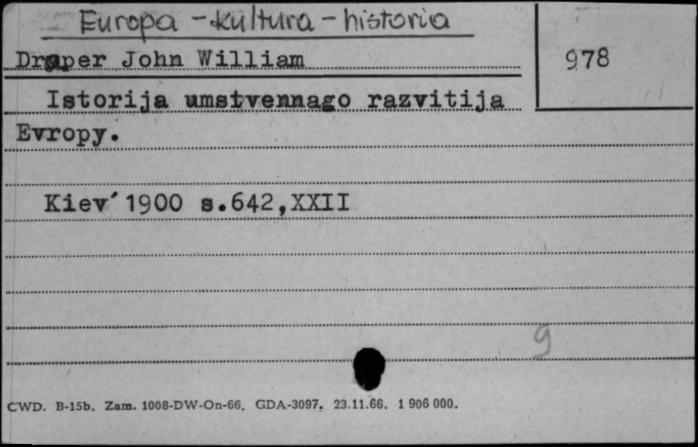 Europa - kultura - historia
Draper John William
978
Istorija umstvennago razvitija
Evropy.
Kiev´1900 s.642,XXII
9
CWD. B-15b. Zam. 1008-DW-On-66. GDA-3097. 23.11.66. 1 906 000.